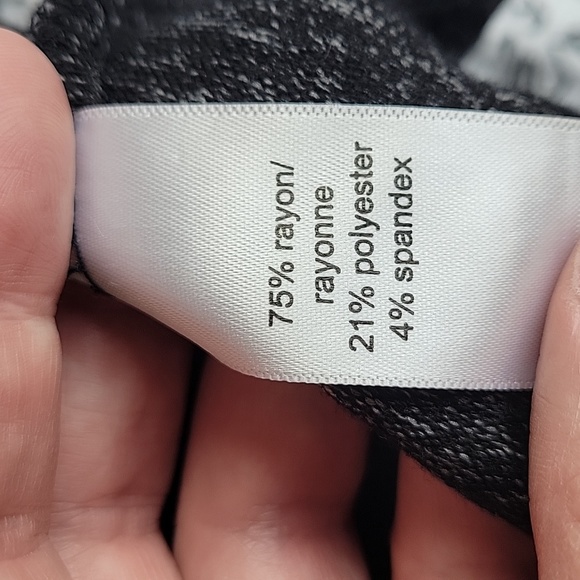 75% rayon/
rayonne
21% polyester
4% spandex